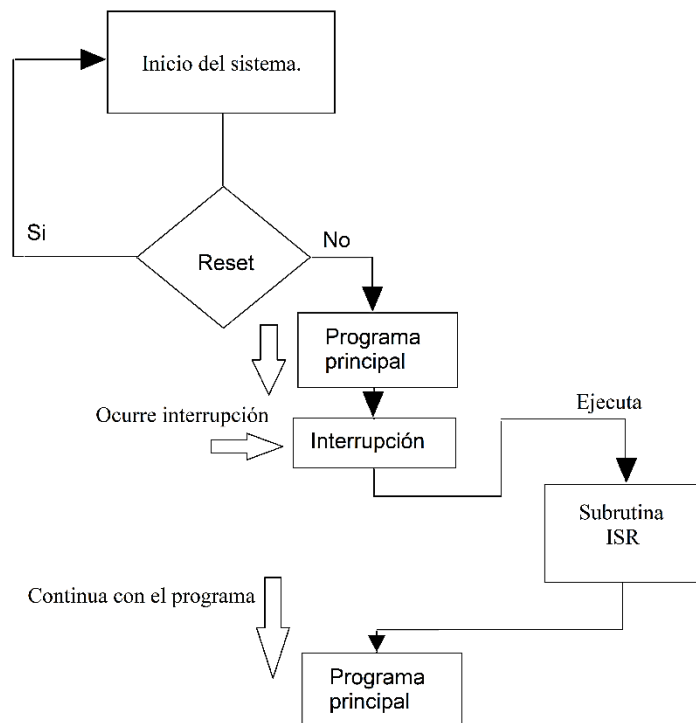 Inicio del sistema.
Si
Reset
No
Programa
principal
Ocurre interrupción
Interrupción
Ejecuta
Subrutina
ISR
Continua con el programa
Programa
principal